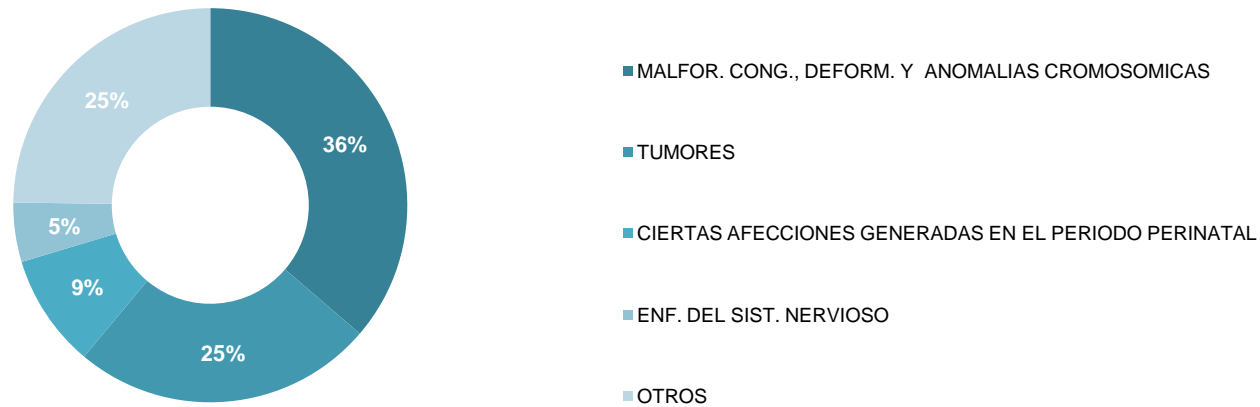 25%
36%
5%
9%
25%
MALFOR. CONG., DEFORM. Y ANOMALIAS CROMOSOMICAS
TUMORES
CIERTAS AFECCIONES GENERADAS EN EL PERIODO PERINATAL
ENF. DEL SIST. NERVIOSO
OTROS